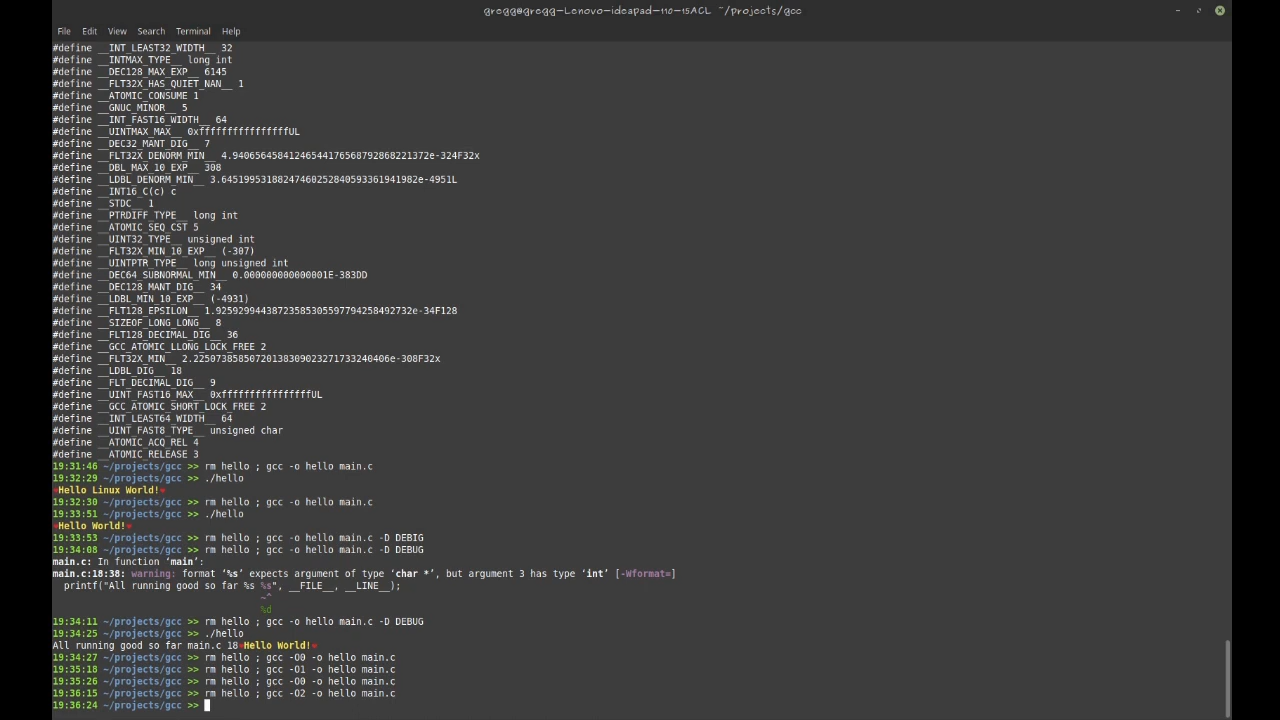 gregg@gregg-Lenovo-ideapad-110-15ACL ~/projects/gcc
File Edit View Search Terminal Help
#define __INT_LEAST32_WIDTH__ 32
#define __INTMAX_TYPE__ long int
#define __DEC128_MAX_EXP__ 6145
#define __FLT32X_HAS_QUIET_NAN__ 1
#define __ATOMIC_CONSUME 1
#define __GNUC_MINOR__ 5
#define __INT_FAST16_WIDTH__ 64
#define __UINTMAX_MAX__ 0xffffffffffffffffUL
#define __DEC32_MANT_DIG__ 7
#define __FLT32X_DENORM_MIN__ 4.94065645841246544176568792868221372e-324F32x
#define __DBL_MAX_10_EXP__ 308
#define __LDBL_DENORM_MIN__ 3.64519953188247460252840593361941982e-4951L
#define __INT16_C(c) c
#define __STDC__ 1
#define __PTRDIFF_TYPE__ long int
#define __ATOMIC_SEQ_CST 5
#define __UINT32_TYPE__ unsigned int
#define __FLT32X_MIN_10_EXP__ (-307)
#define __UINTPTR_TYPE__ long unsigned int
#define __DEC64_SUBNORMAL_MIN__ 0.000000000000001E-383DD
#define __DEC128_MANT_DIG__ 34
#define __LDBL_MIN_10_EXP__ (-4931)
#define __FLT128_EPSILON__ 1.92592994438723585305597794258492732e-34F128
#define __SIZEOF_LONG_LONG__ 8
#define __FLT128_DECIMAL_DIG__ 36
#define __GCC_ATOMIC_LLONG_LOCK_FREE 2
#define __FLT32X_MIN__ 2.22507385850720138309023271733240406e-308F32x
#define __LDBL_DIG__ 18
#define __FLT_DECIMAL_DIG__ 9
#define __UINT_FAST16_MAX__ 0xffffffffffffffffUL
#define __GCC_ATOMIC_SHORT_LOCK_FREE 2
#define __INT_LEAST64_WIDTH__ 64
#define __UINT_FAST8_TYPE__ unsigned char
#define __ATOMIC_ACQ_REL 4
#define __ATOMIC_RELEASE 3
19:31:46 ~/projects/gcc >> rm hello ; gcc -o hello main.c
19:32:29 ~/projects/gcc >> ./hello
♥Hello Linux World!♥
19:32:30 ~/projects/gcc >> rm hello ; gcc -o hello main.c
19:33:51 ~/projects/gcc >> ./hello
♥Hello World!♥
19:33:53 ~/projects/gcc >> rm hello ; gcc -o hello main.c -D DEBIG
19:34:08 ~/projects/gcc >> rm hello ; gcc -o hello main.c -D DEBUG
main.c: In function ‘main’:
main.c:18:38: warning: format ‘%s’ expects argument of type ‘char *’, but argument 3 has type ‘int’ [-Wformat=]
printf("All running good so far %s %s", __FILE__, __LINE__);
~^
%d
19:34:11 ~/projects/gcc >> rm hello ; gcc -o hello main.c -D DEBUG
19:34:25 ~/projects/gcc >> ./hello
All running good so far main.c 18♥Hello World!♥
19:34:27 ~/projects/gcc >> rm hello ; gcc -O0 -o hello main.c
19:35:18 ~/projects/gcc >> rm hello ; gcc -O1 -o hello main.c
19:35:26 ~/projects/gcc >> rm hello ; gcc -O0 -o hello main.c
19:36:15 ~/projects/gcc >> rm hello ; gcc -O2 -o hello main.c
19:36:24 ~/projects/gcc >>